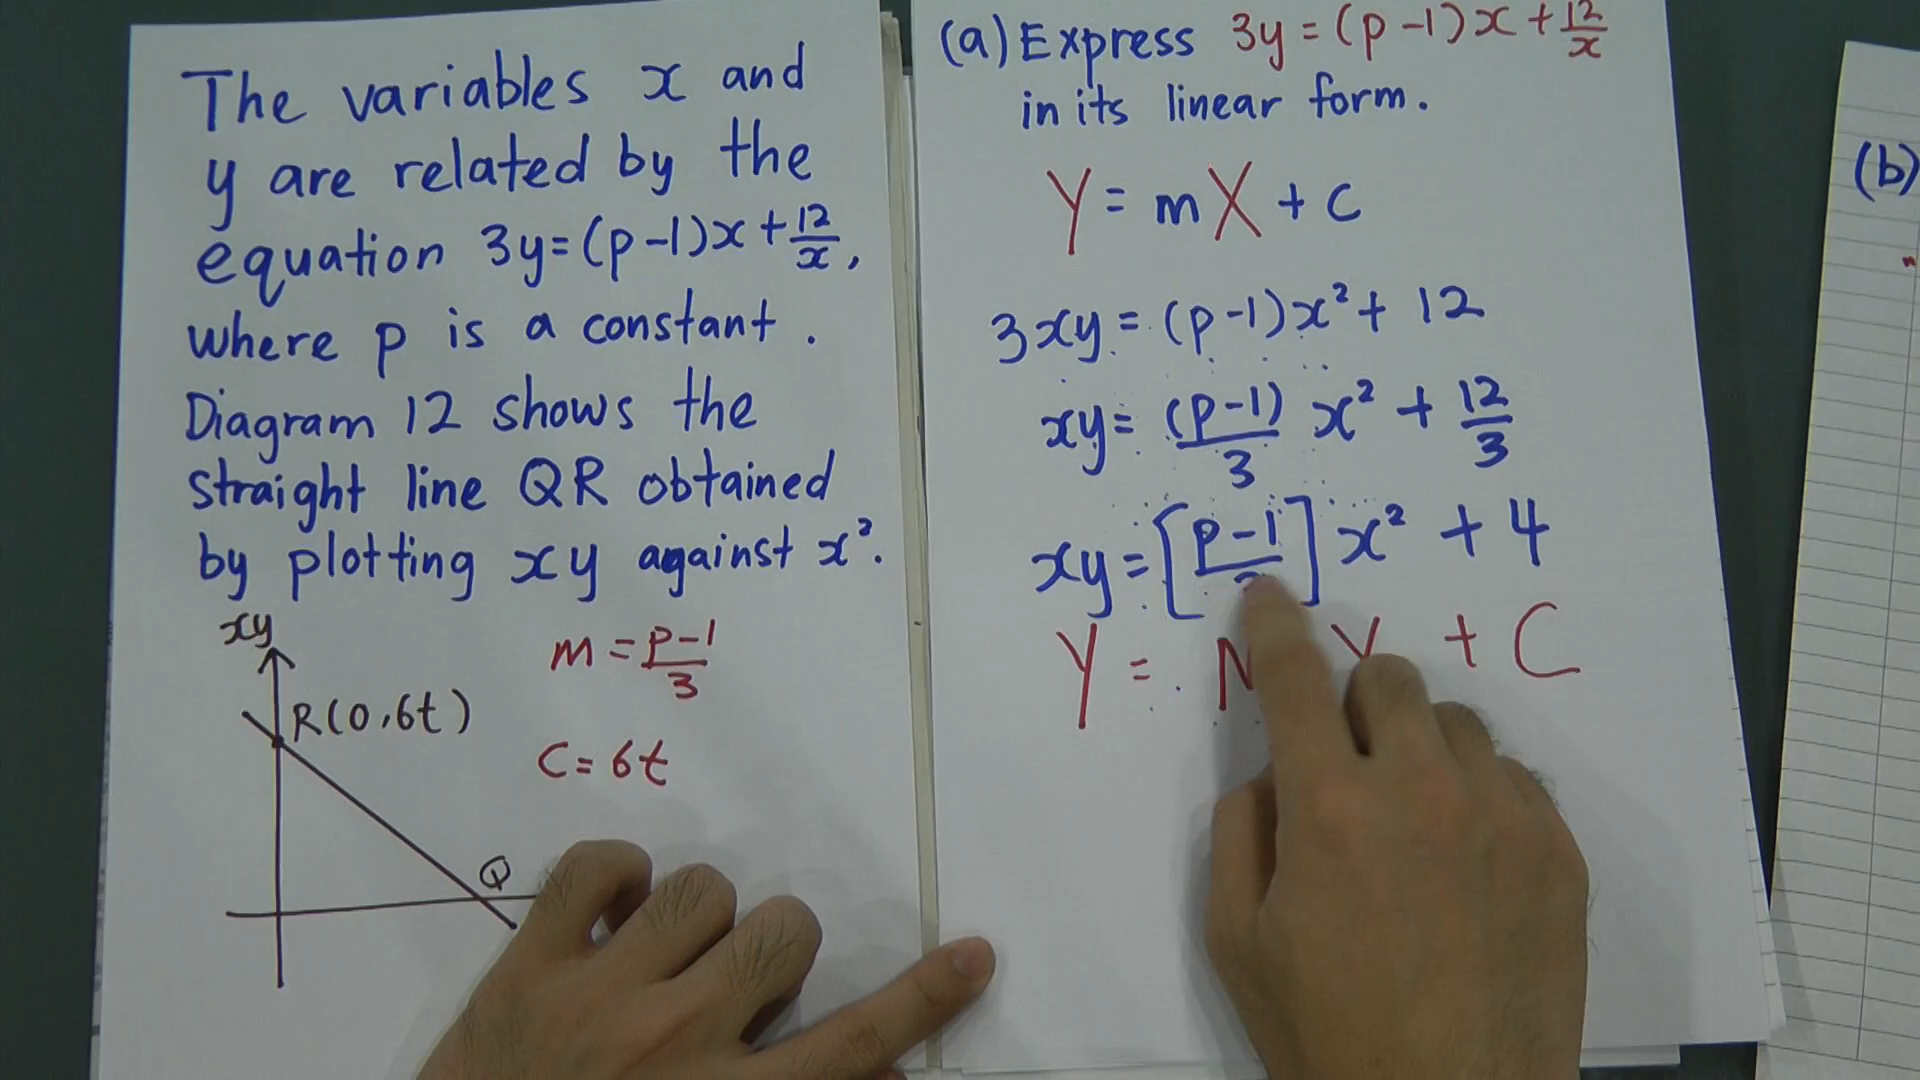 The variables x and
y are related by the
equation 3y=(p-1)x+12/x,
where p is a constant.
Diagram 12 shows the
straight line QR obtained
by plotting xy against x².
xy
R(0,6t)
Q
m = p-1/3
C = 6t
(a) Express 3y=(p-1)x+12/x
in its linear form.
Y = mX + c
3xy = (p-1)x² + 12
xy = (p-1)/3 x² + 12/3
xy = [p-1/3] x² + 4
Y = + C
(b)